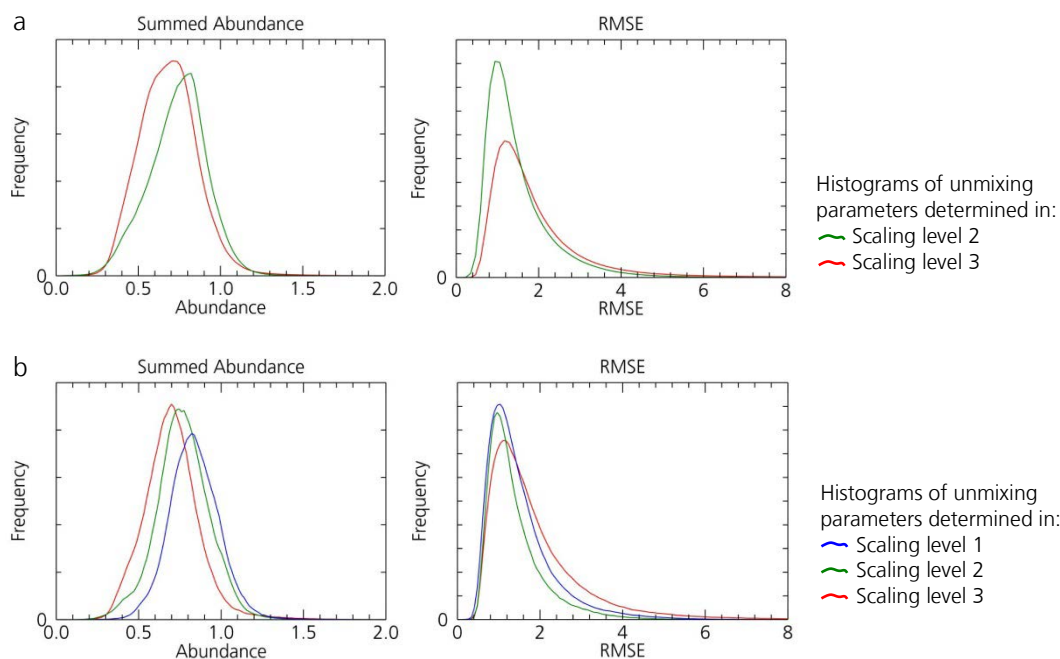 a
Summed Abundance
Frequency
0
0.0 0.5 1.0 1.5 2.0
Abundance
RMSE
Frequency
0
0 2 4 6 8
RMSE
Histograms of unmixing
parameters determined in:
Scaling level 2
Scaling level 3
b
Summed Abundance
Frequency
0
0.0 0.5 1.0 1.5 2.0
Abundance
RMSE
Frequency
0
0 2 4 6 8
RMSE
Histograms of unmixing
parameters determined in:
Scaling level 1
Scaling level 2
Scaling level 3